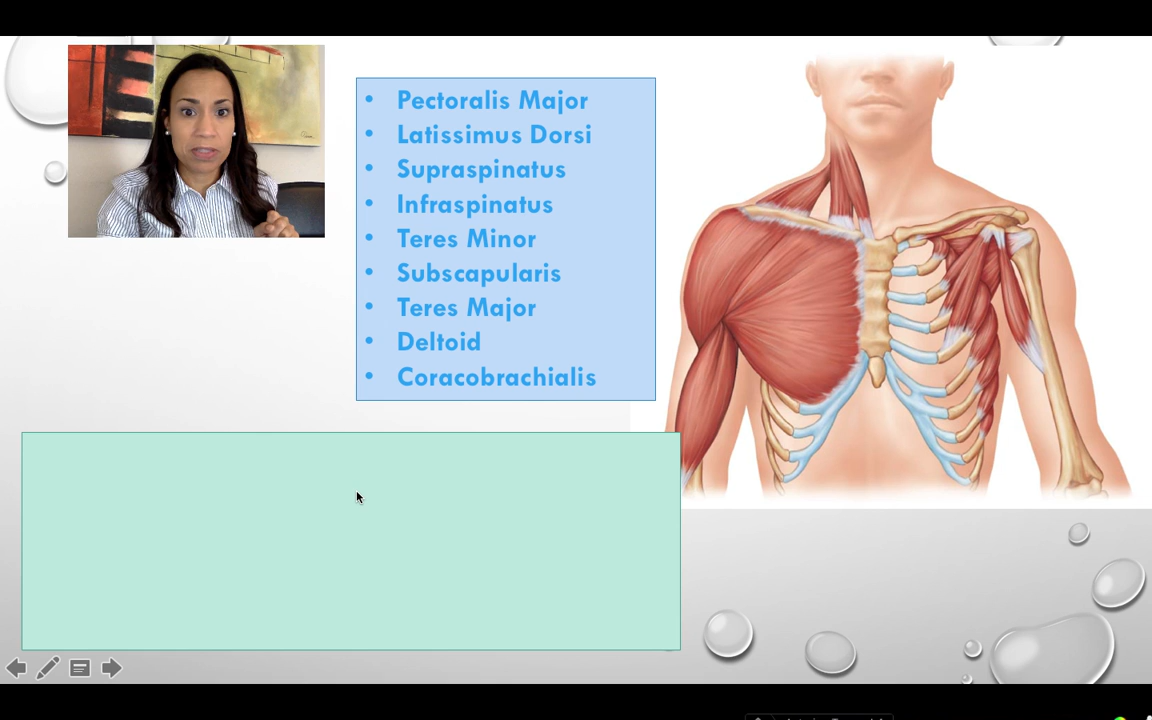 • Pectoralis Major
• Latissimus Dorsi
• Supraspinatus
• Infraspinatus
• Teres Minor
• Subscapularis
• Teres Major
• Deltoid
• Coracobrachialis